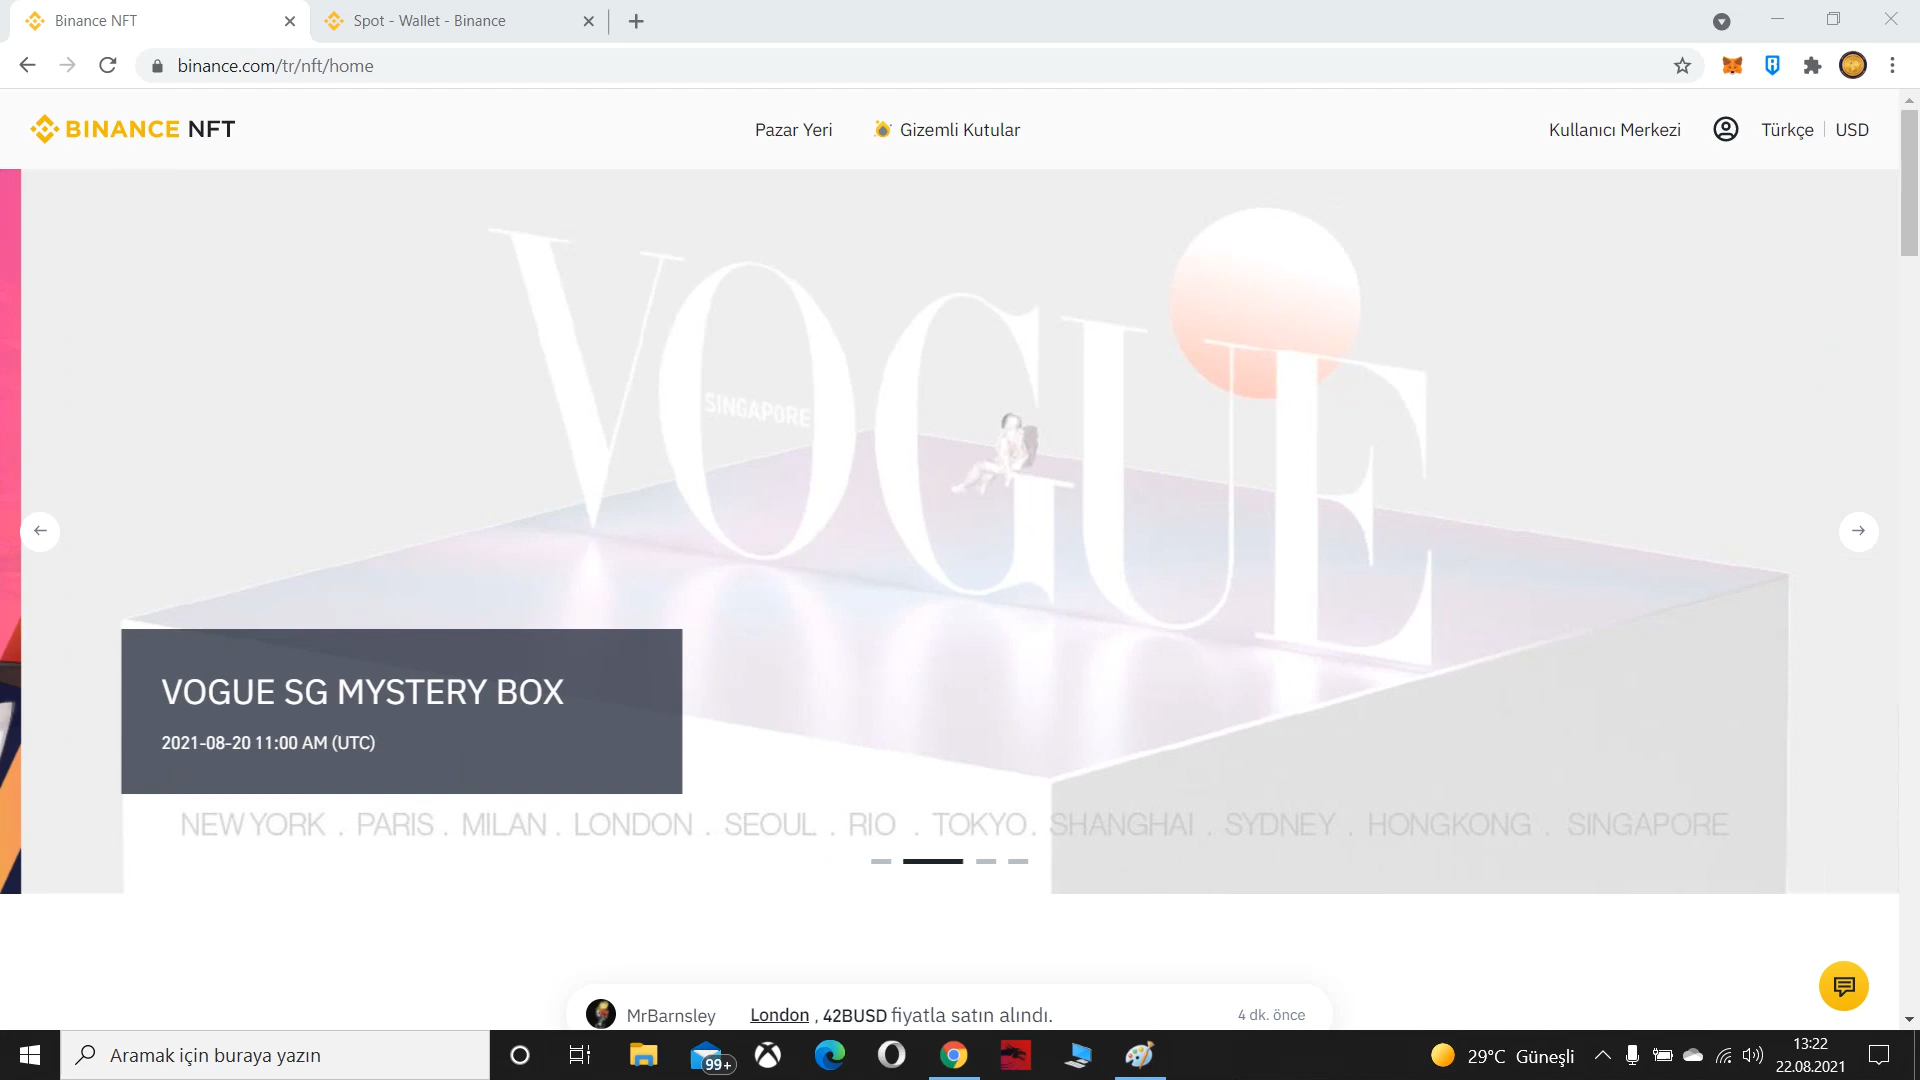 Binance NFT
Spot - Wallet - Binance
binance.com/tr/nft/home
BINANCE NFT
Pazar Yeri
Gizemli Kutular
Kullanıcı Merkezi
Türkçe
USD
VOGUE
SINGAPORE
VOGUE SG MYSTERY BOX
2021-08-20 11:00 AM (UTC)
NEW YORK . PARIS . MILAN . LONDON . SEOUL . RIO . TOKYO . SHANGHAI . SYDNEY . HONGKONG . SINGAPORE
MrBarnsley London , 42BUSD fiyatla satın alındı. 4 dk. önce
Aramak için buraya yazın
99+
29°C Güneşli
13:22
22.08.2021